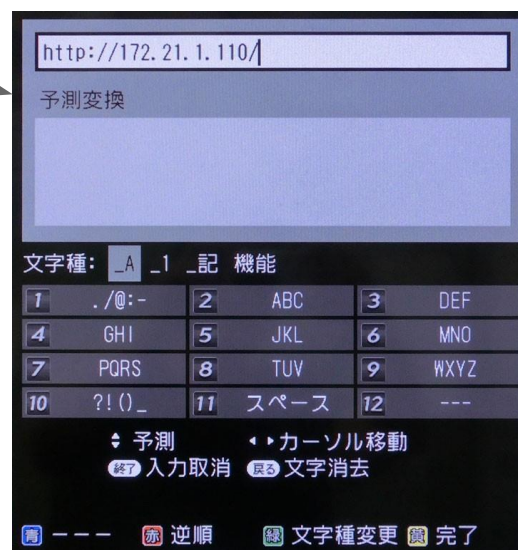 http://172.21.1.110/
予測変換
文字種: _A _1 _記 機能
1 ./@:- 2 ABC 3 DEF
4 GHI 5 JKL 6 MNO
7 PQRS 8 TUV 9 WXYZ
10 ?!()_ 11 スペース 12 ---
予測 カーソル移動
終了 入力取消 戻る 文字消去
青 --- 赤 逆順 緑 文字種変更 黄 完了